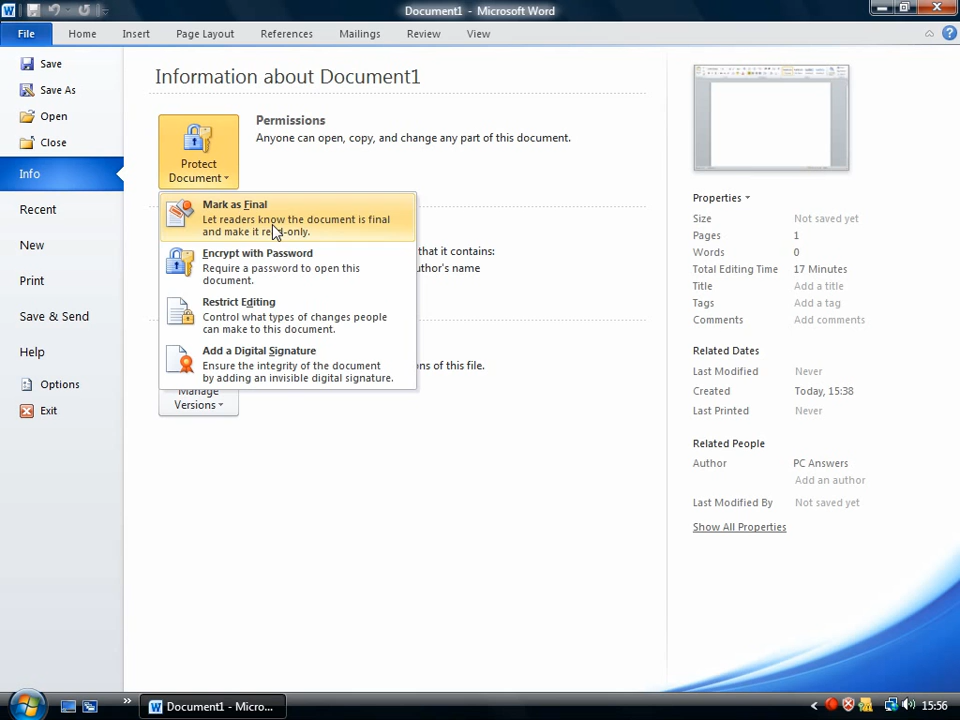 Document1 - Microsoft Word
File Home Insert Page Layout References Mailings Review View
Save
Save As
Open
Close
Info
Recent
New
Print
Save & Send
Help
Options
Exit
Information about Document1
Permissions
Anyone can open, copy, and change any part of this document.
Protect
Document
Mark as Final
Let readers know the document is final
and make it read-only.
Encrypt with Password
Require a password to open this
document.
Restrict Editing
Control what types of changes people
can make to this document.
Add a Digital Signature
Ensure the integrity of the document
by adding an invisible digital signature.
that it contains:
author's name
ons of this file.
Manage
Versions
Properties
Size Not saved yet
Pages 1
Words 0
Total Editing Time 17 Minutes
Title Add a title
Tags Add a tag
Comments Add comments
Related Dates
Last Modified Never
Created Today, 15:38
Last Printed Never
Related People
Author PC Answers
Add an author
Last Modified By Not saved yet
Show All Properties
Document1 - Micro...
15:56